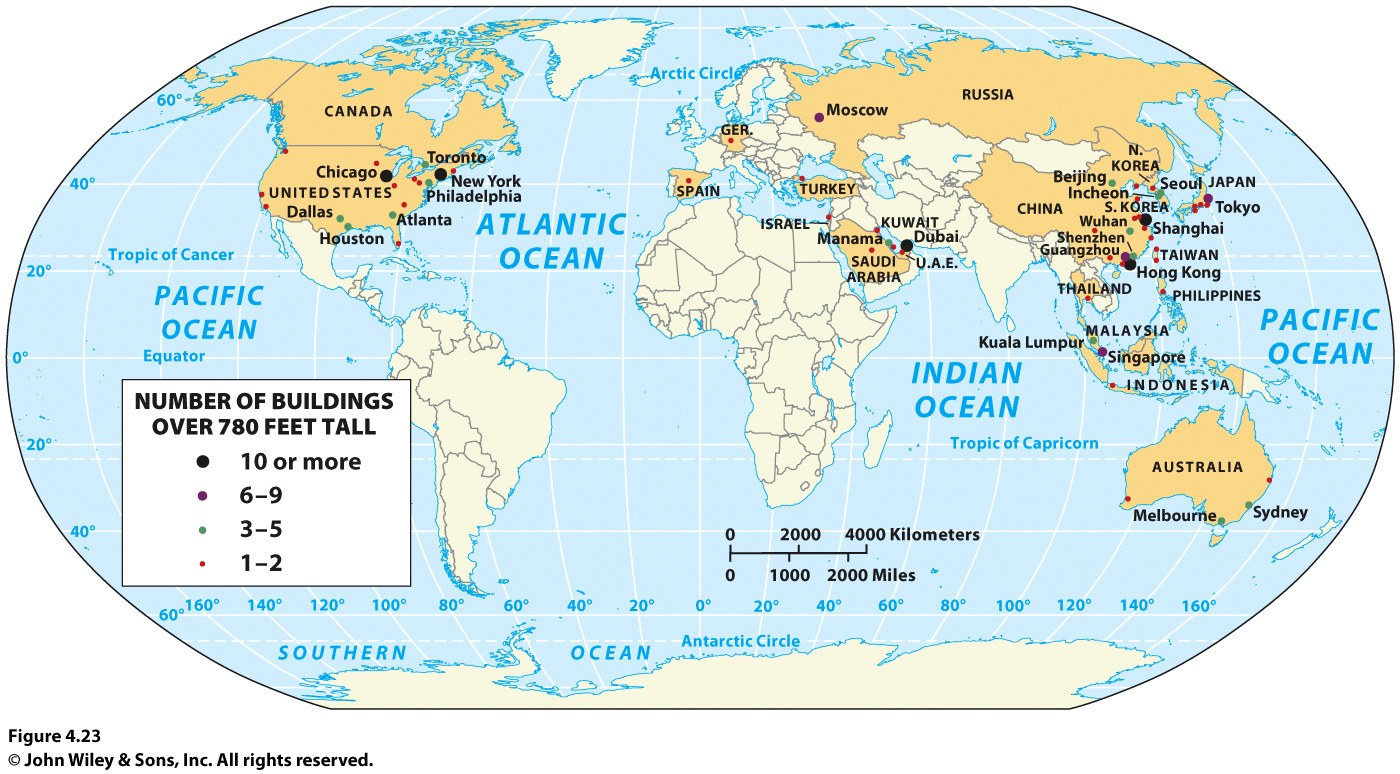 Arctic Circle
60°
CANADA
RUSSIA
Moscow
GER.
N.
KOREA
Toronto
Chicago
New York
40°
UNITED STATES
Philadelphia
SPAIN
TURKEY
Beijing
Incheon
Seoul
JAPAN
Dallas
Atlanta
Houston
ATLANTIC
OCEAN
ISRAEL
KUWAIT
Manama
Dubai
CHINA
S. KOREA
Tokyo
Wuhan
Shanghai
Shenzhen
Guangzhou
TAIWAN
Tropic of Cancer
SAUDI
ARABIA
U.A.E.
Hong Kong
20°
THAILAND
PHILIPPINES
PACIFIC
OCEAN
MALAYSIA
Kuala Lumpur
PACIFIC
OCEAN
0°
Equator
Singapore
INDIAN
OCEAN
INDONESIA
NUMBER OF BUILDINGS
OVER 780 FEET TALL
10 or more
6–9
3–5
1–2
20°
Tropic of Capricorn
AUSTRALIA
Melbourne
Sydney
40°
0 2000 4000 Kilometers
0 1000 2000 Miles
60°
160° 140° 120° 100° 80° 60° 40° 20° 0° 20° 40° 60° 80° 100° 120° 140° 160°
Antarctic Circle
SOUTHERN OCEAN
Figure 4.23
© John Wiley & Sons, Inc. All rights reserved.